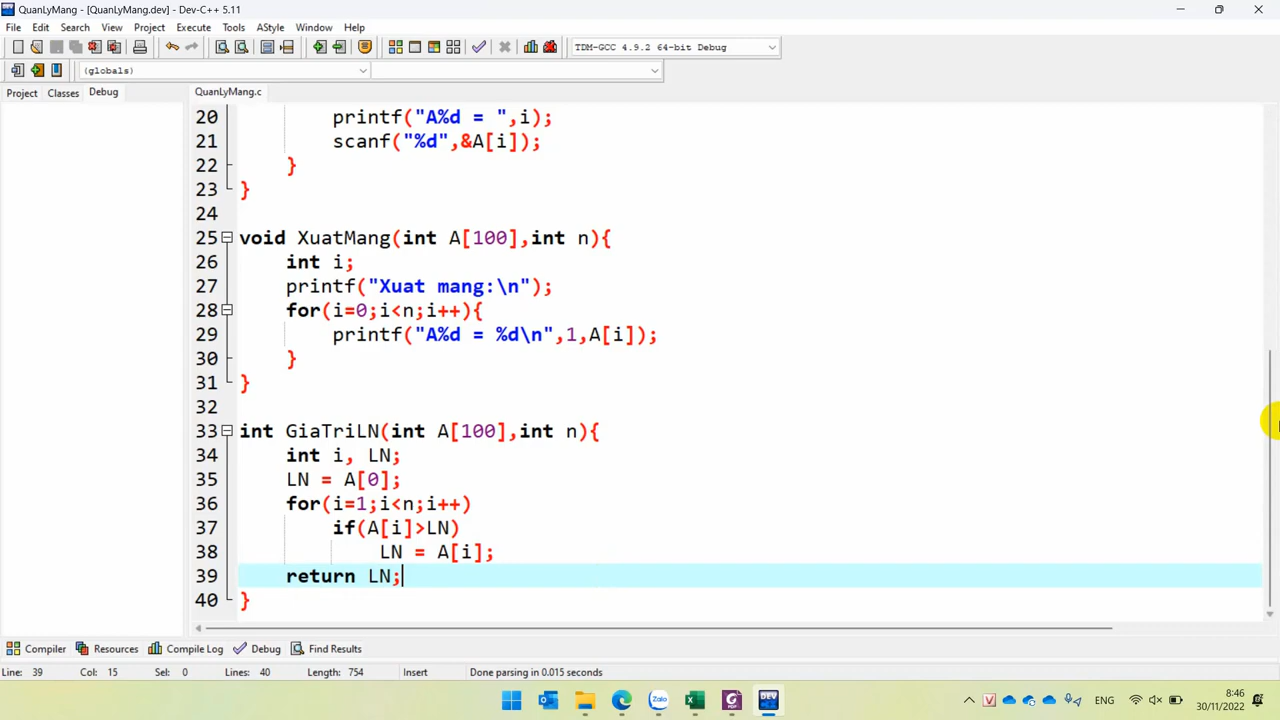 QuanLyMang - [QuanLyMang.dev] - Dev-C++ 5.11
File Edit Search View Project Execute Tools AStyle Window Help
TDM-GCC 4.9.2 64-bit Debug
(globals)
Project Classes Debug
QuanLyMang.c
20 printf("A%d = ",i);
21 scanf("%d",&A[i]);
22 }
23 }
24
25 void XuatMang(int A[100],int n){
26 int i;
27 printf("Xuat mang:\n");
28 for(i=0;i<n;i++){
29 printf("A%d = %d\n",1,A[i]);
30 }
31 }
32
33 int GiaTriLN(int A[100],int n){
34 int i, LN;
35 LN = A[0];
36 for(i=1;i<n;i++)
37 if(A[i]>LN)
38 LN = A[i];
39 return LN;
40 }
Compiler Resources Compile Log Debug Find Results
Line: 39 Col: 15 Sel: 0 Lines: 40 Length: 754 Insert Done parsing in 0.015 seconds
Zalo
PDF
DEV
ENG
8:46
30/11/2022